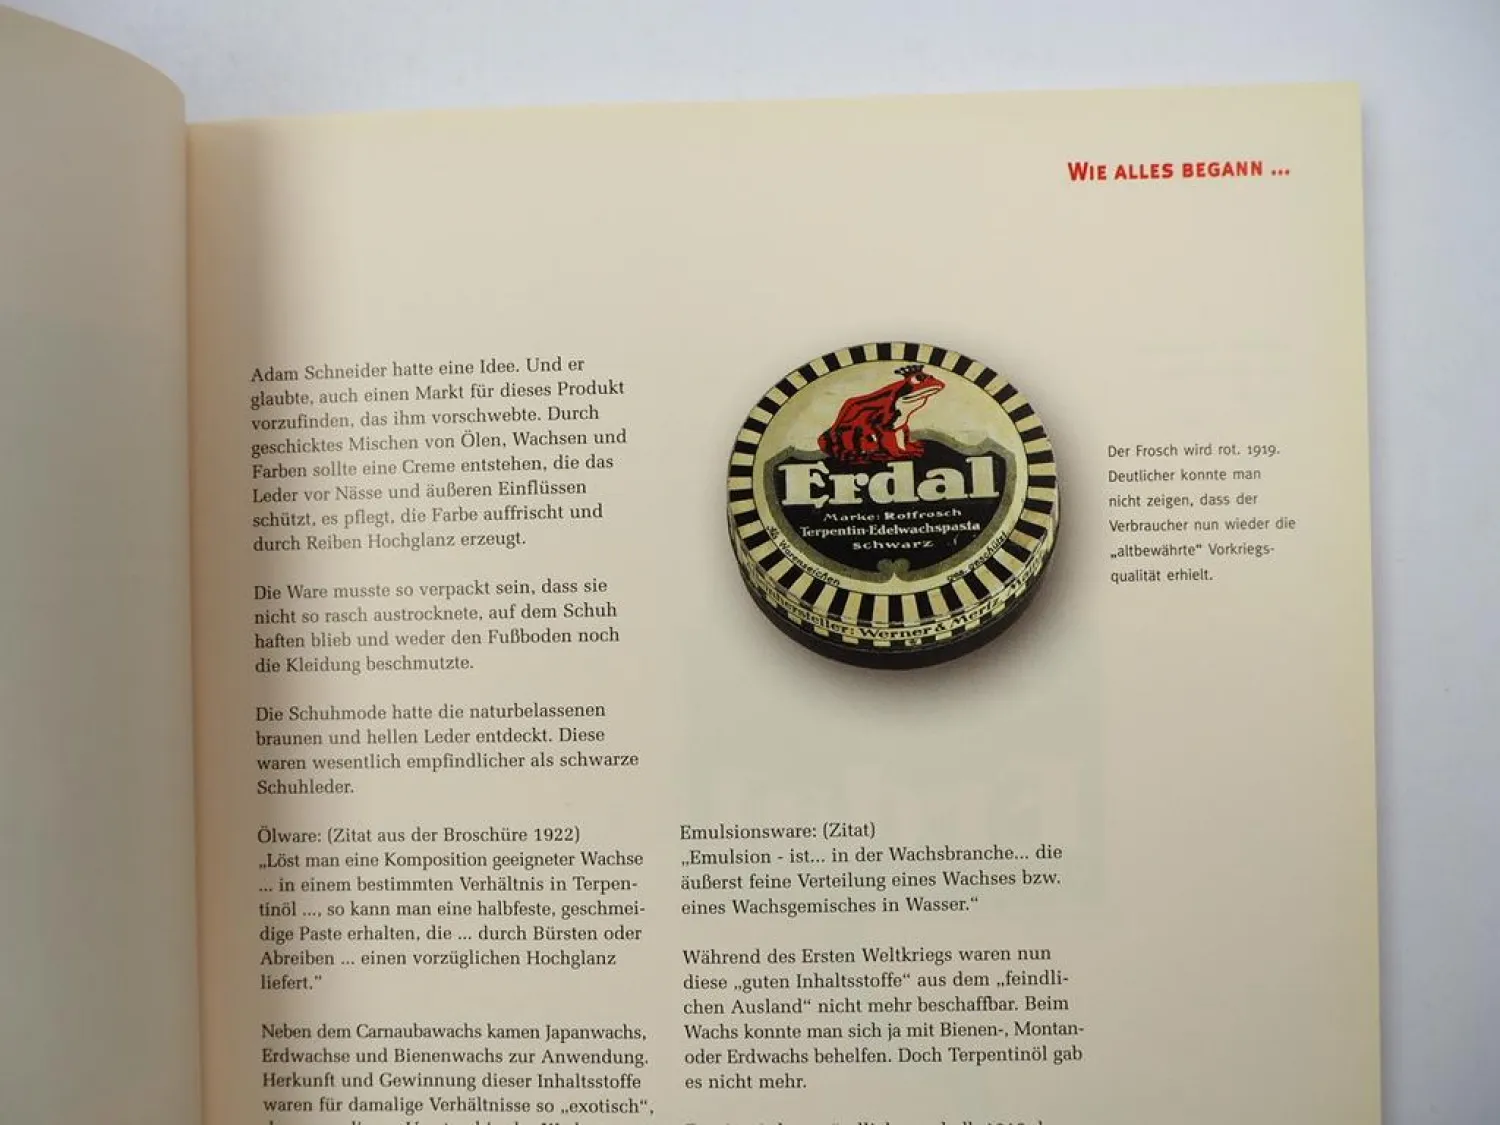 WIE ALLES BEGANN ...
Adam Schneider hatte eine Idee. Und er
glaubte, auch einen Markt für dieses Produkt
vorzufinden, das ihm vorschwebte. Durch
geschicktes Mischen von Ölen, Wachsen und
Farben sollte eine Creme entstehen, die das
Leder vor Nässe und äußeren Einflüssen
schützt, es pflegt, die Farbe auffrischt und
durch Reiben Hochglanz erzeugt.
Die Ware musste so verpackt sein, dass sie
nicht so rasch austrocknete, auf dem Schuh
haften blieb und weder den Fußboden noch
die Kleidung beschmutzte.
Die Schuhmode hatte die naturbelassenen
braunen und hellen Leder entdeckt. Diese
waren wesentlich empfindlicher als schwarze
Schuhleder.
Ölware: (Zitat aus der Broschüre 1922)
„Löst man eine Komposition geeigneter Wachse
... in einem bestimmten Verhältnis in Terpen-
tinöl ..., so kann man eine halbfeste, geschmei-
dige Paste erhalten, die ... durch Bürsten oder
Abreiben ... einen vorzüglichen Hochglanz
liefert.“
Neben dem Carnaubawachs kamen Japanwachs,
Erdwachse und Bienenwachs zur Anwendung.
Herkunft und Gewinnung dieser Inhaltsstoffe
waren für damalige Verhältnisse so „exotisch“,
Erdal
Marke: Rotfrosch
Terpentin-Edelwachspasta
schwarz
Warenzeichen
ges. geschützt
Werner & Mertz
Der Frosch wird rot. 1919.
Deutlicher konnte man
nicht zeigen, dass der
Verbraucher nun wieder die
„altbewährte“ Vorkriegs-
qualität erhielt.
Emulsionsware: (Zitat)
„Emulsion - ist... in der Wachsbranche... die
äußerst feine Verteilung eines Wachses bzw.
eines Wachsgemisches in Wasser.“
Während des Ersten Weltkriegs waren nun
diese „guten Inhaltsstoffe“ aus dem „feindli-
chen Ausland“ nicht mehr beschaffbar. Beim
Wachs konnte man sich ja mit Bienen-, Montan-
oder Erdwachs behelfen. Doch Terpentinöl gab
es nicht mehr.